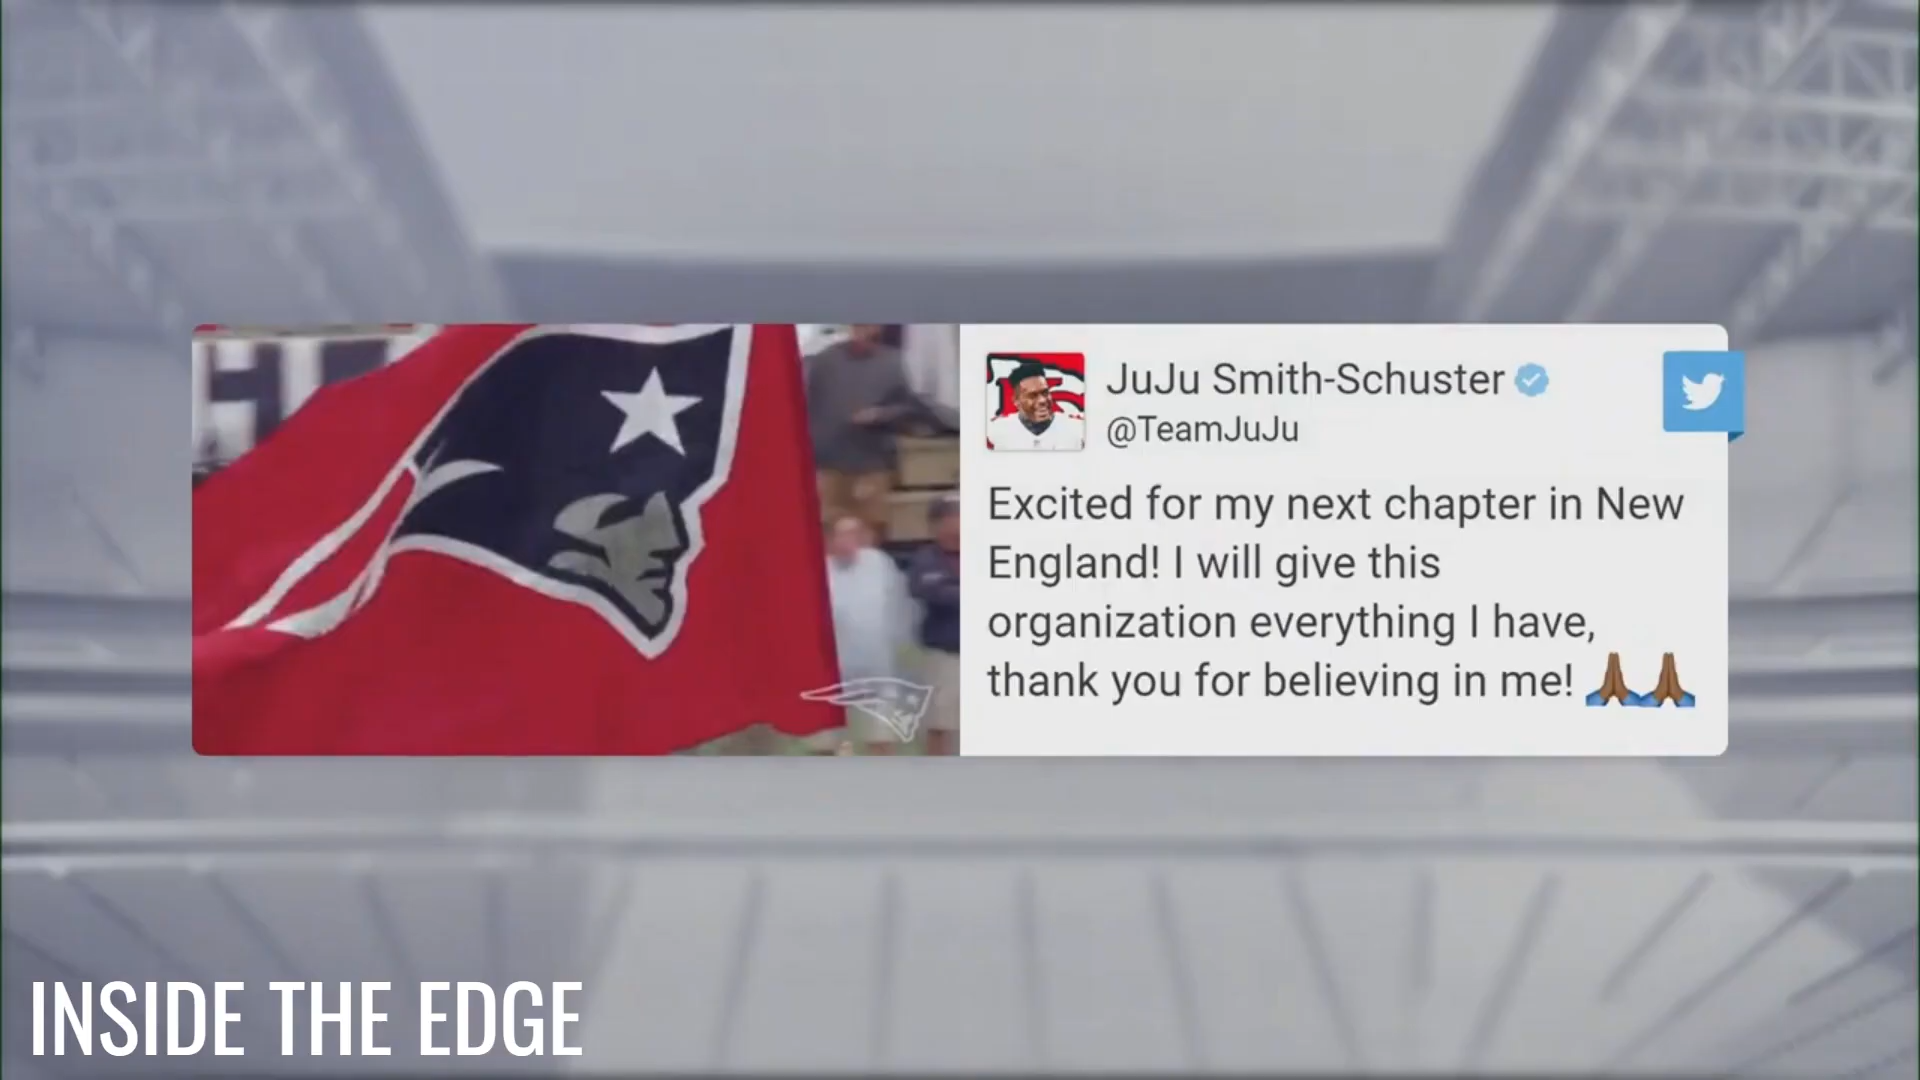 JuJu Smith-Schuster
@TeamJuJu
Excited for my next chapter in New
England! I will give this
organization everything I have,
thank you for believing in me! 🙏🏾🙏🏾
INSIDE THE EDGE